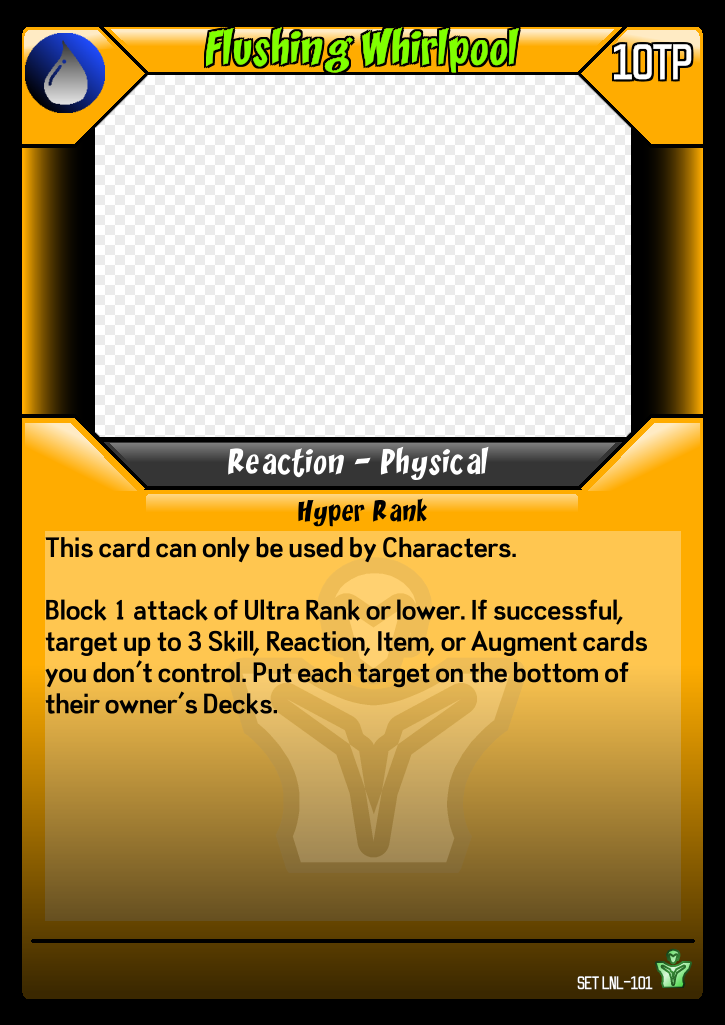 Flushing Whirlpool
10TP
Reaction - Physical
Hyper Rank
This card can only be used by Characters.
Block 1 attack of Ultra Rank or lower. If successful,
target up to 3 Skill, Reaction, Item, or Augment cards
you don't control. Put each target on the bottom of
their owner's Decks.
SET LNL-101